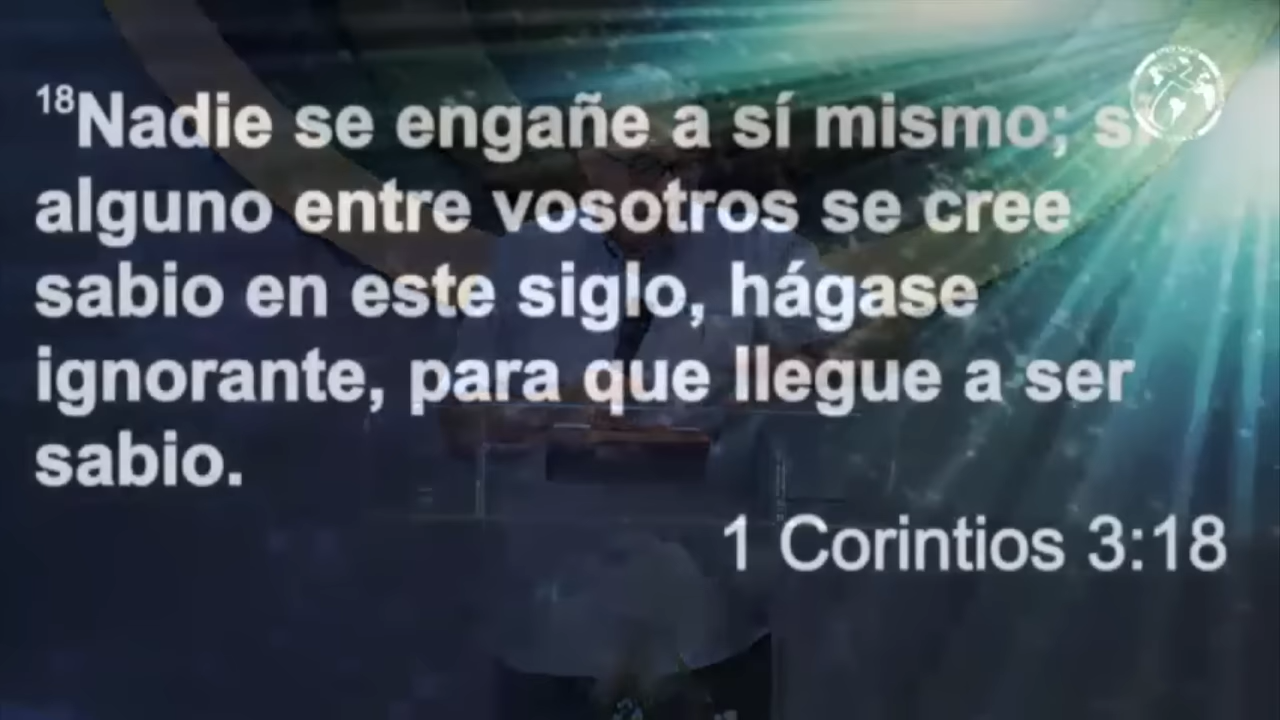 18Nadie se engañe a sí mismo; si
alguno entre vosotros se cree
sabio en este siglo, hágase
ignorante, para que llegue a ser
sabio.
1 Corintios 3:18